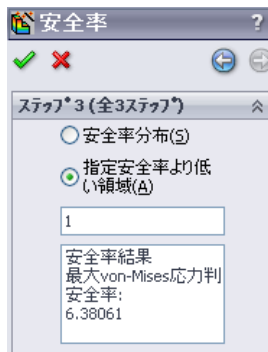 安全率 ?
ステップ 3 (全3ステップ)
安全率分布(S)
指定安全率より低
い領域(A)
1
安全率結果
最大von-Mises応力判
安全率:
6.38061